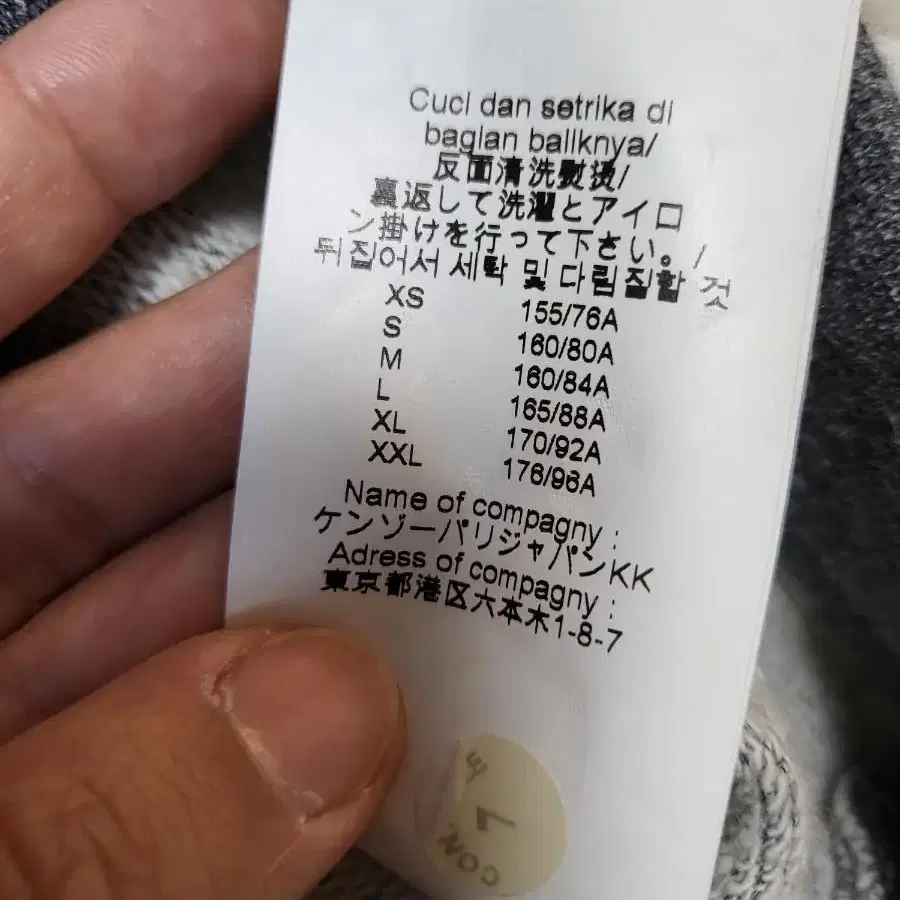 Cuci dan setrika di
bagian baliknya/
反面清洗熨烫/
裏返して洗濯とアイロ
ン掛けを行って下さい。/
뒤집어서 세탁 및 다림질할 것
XS 155/76A
S 160/80A
M 160/84A
L 165/88A
XL 170/92A
XXL 176/96A
Name of compagny :
ケンゾーパリジャパンKK
Adress of compagny :
東京都港区六本木1-8-7